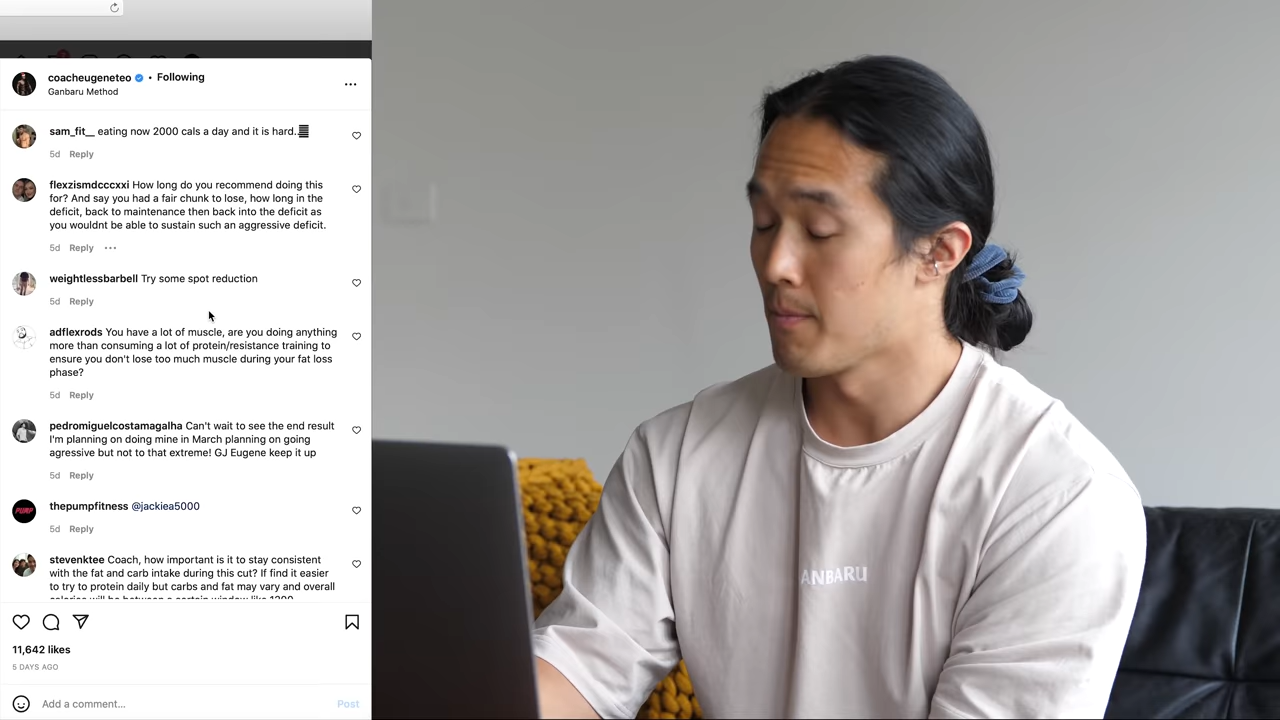 coacheugeneteo • Following
Ganbaru Method
sam_fit__ eating now 2000 cals a day and it is hard..
5d Reply
flexzismdcccxxi How long do you recommend doing this
for? And say you had a fair chunk to lose, how long in the
deficit, back to maintenance then back into the deficit as
you wouldnt be able to sustain such an aggressive deficit.
5d Reply
weightlessbarbell Try some spot reduction
5d Reply
adflexrods You have a lot of muscle, are you doing anything
more than consuming a lot of protein/resistance training to
ensure you don't lose too much muscle during your fat loss
phase?
5d Reply
pedromiguelcostamagalha Can't wait to see the end result
I'm planning on doing mine in March planning on going
agressive but not to that extreme! GJ Eugene keep it up
5d Reply
PUMP
thepumpfitness @jackiea5000
5d Reply
stevenktee Coach, how important is it to stay consistent
with the fat and carb intake during this cut? If find it easier
to try to protein daily but carbs and fat may vary and overall
11,642 likes
5 DAYS AGO
Add a comment...
Post
ANBARU